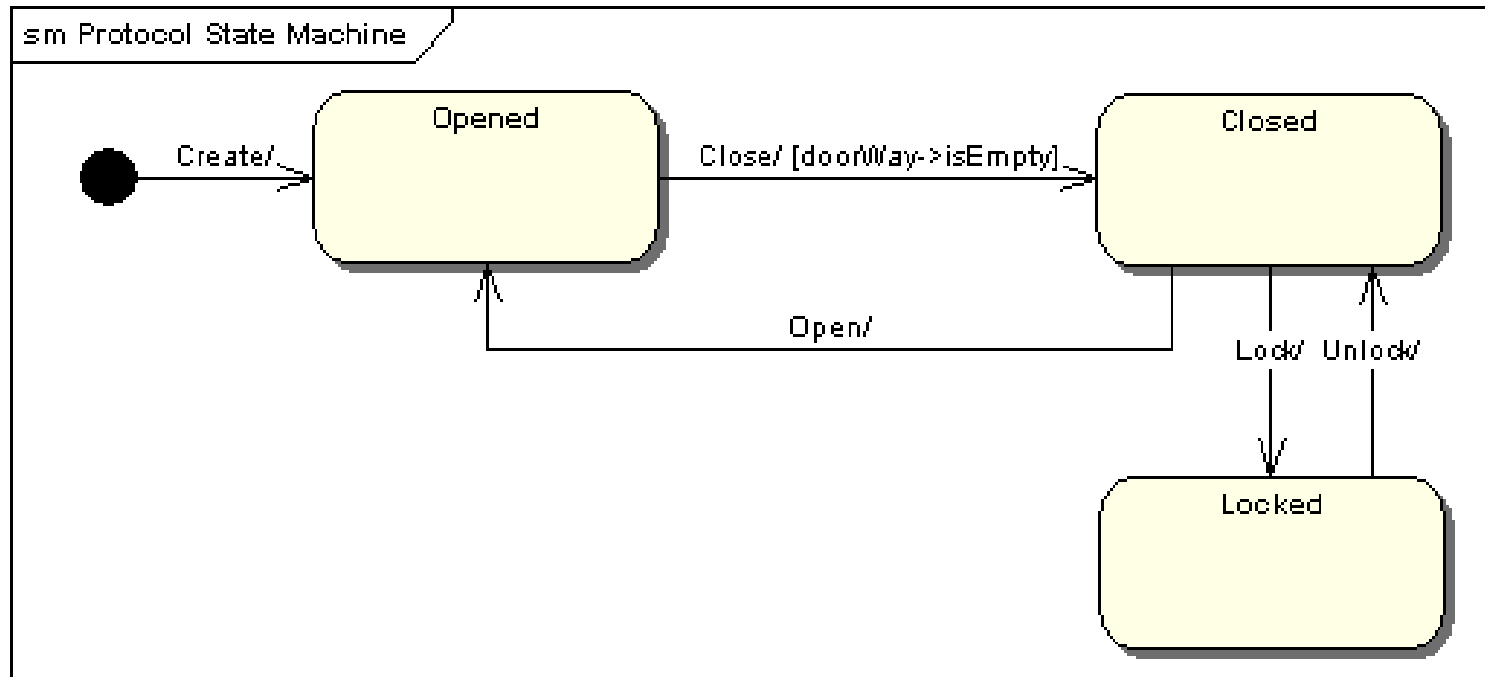 sm Protocol State Machine
Opened
Closed
Create/
Close/ [doorWay->isEmpty]
Open/
Lock/
Unlock/
Locked